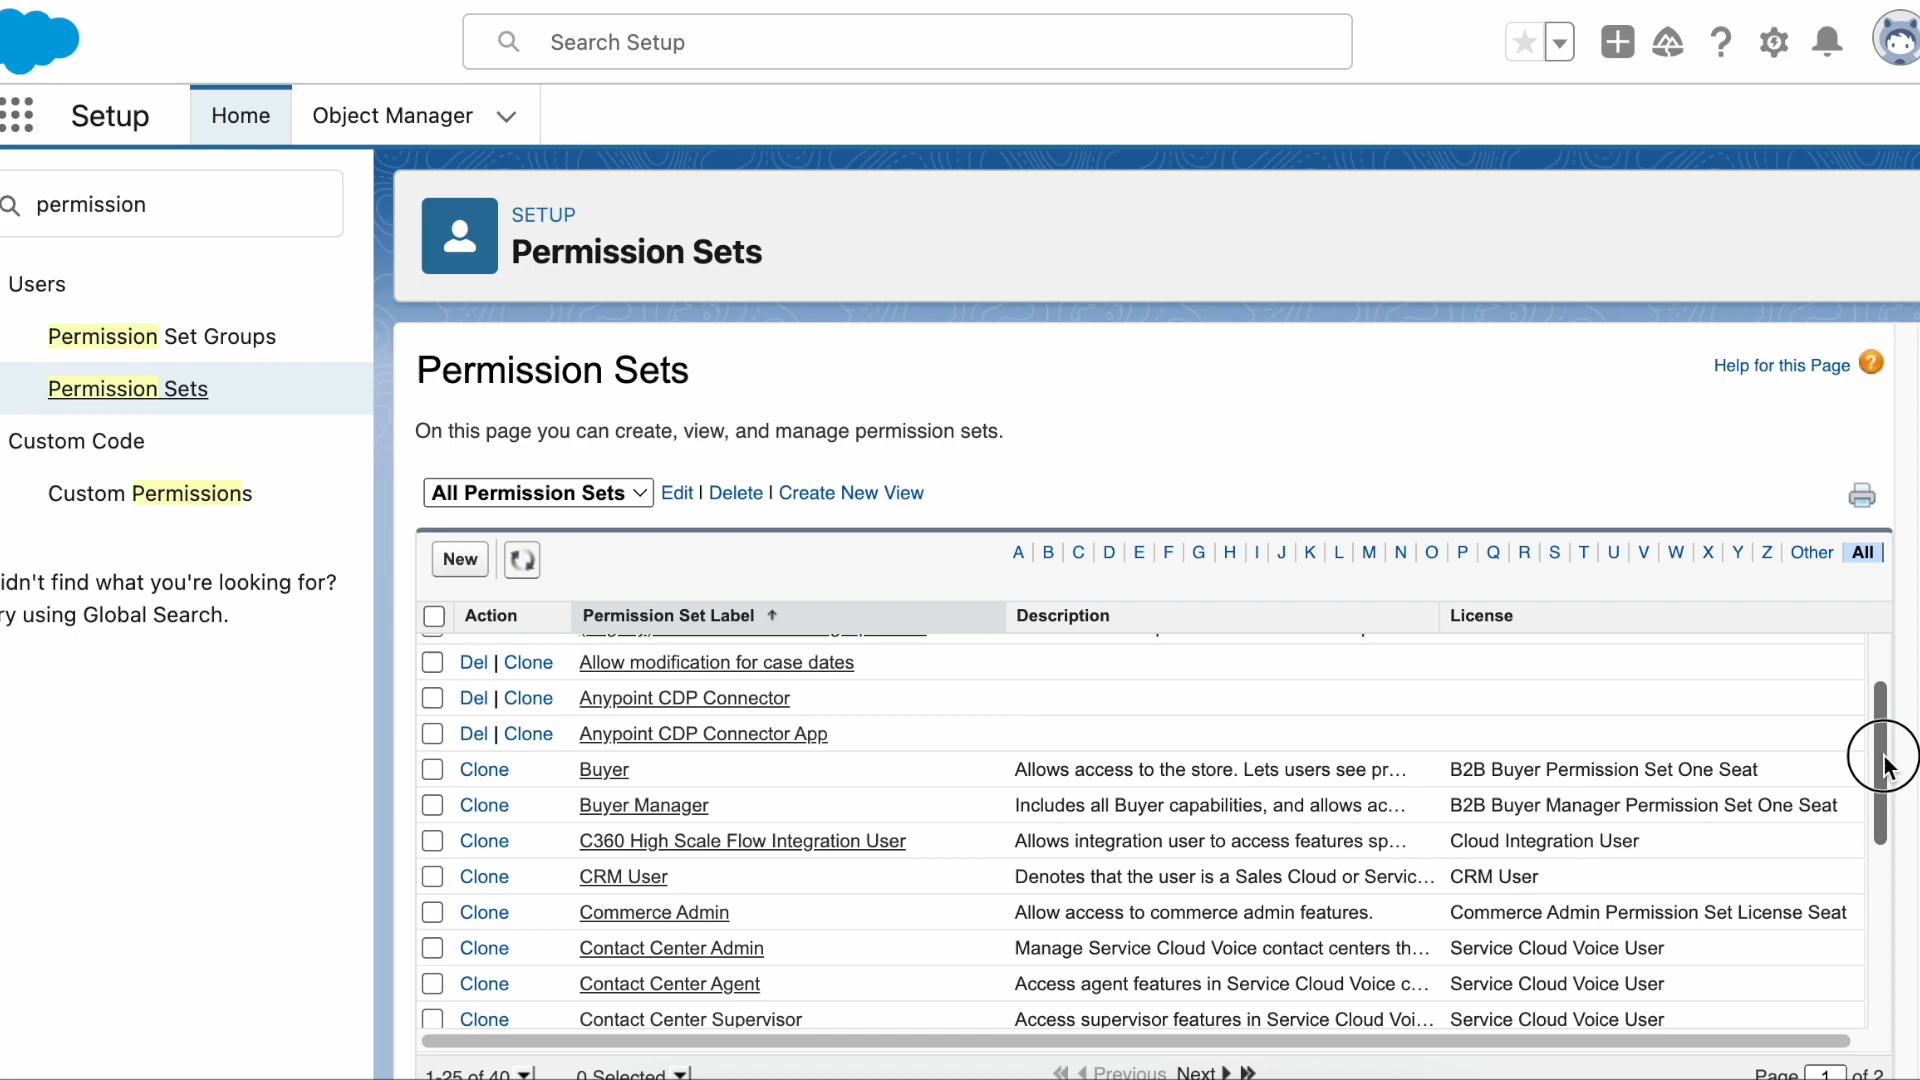 Search Setup
Setup
Home
Object Manager
permission
Users
Permission Set Groups
Permission Sets
Custom Code
Custom Permissions
idn't find what you're looking for?
ry using Global Search.
SETUP
Permission Sets
Permission Sets
Help for this Page
On this page you can create, view, and manage permission sets.
All Permission Sets Edit | Delete | Create New View
New
A | B | C | D | E | F | G | H | I | J | K | L | M | N | O | P | Q | R | S | T | U | V | W | X | Y | Z | Other | All
Action Permission Set Label Description License
Del | Clone Allow modification for case dates
Del | Clone Anypoint CDP Connector
Del | Clone Anypoint CDP Connector App
Clone Buyer Allows access to the store. Lets users see pr... B2B Buyer Permission Set One Seat
Clone Buyer Manager Includes all Buyer capabilities, and allows ac... B2B Buyer Manager Permission Set One Seat
Clone C360 High Scale Flow Integration User Allows integration user to access features sp... Cloud Integration User
Clone CRM User Denotes that the user is a Sales Cloud or Servic... CRM User
Clone Commerce Admin Allow access to commerce admin features. Commerce Admin Permission Set License Seat
Clone Contact Center Admin Manage Service Cloud Voice contact centers th... Service Cloud Voice User
Clone Contact Center Agent Access agent features in Service Cloud Voice c... Service Cloud Voice User
Clone Contact Center Supervisor Access supervisor features in Service Cloud Voi... Service Cloud Voice User
1-25 of 40 0 Selected Previous Next Page 1 of 2